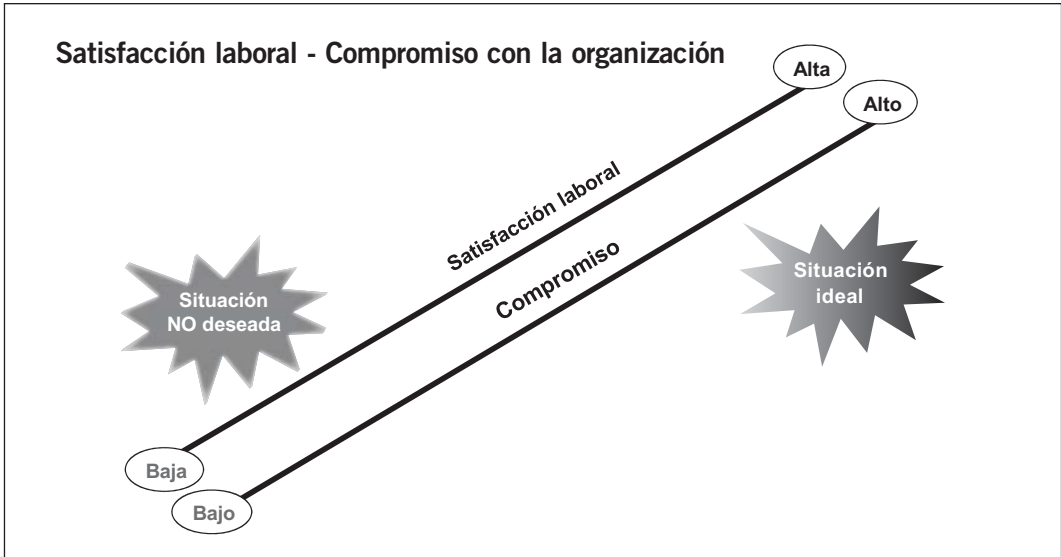 Satisfacción laboral - Compromiso con la organización
Alta
Alto
Satisfacción laboral
Compromiso
Situación
NO deseada
Situación
ideal
Baja
Bajo